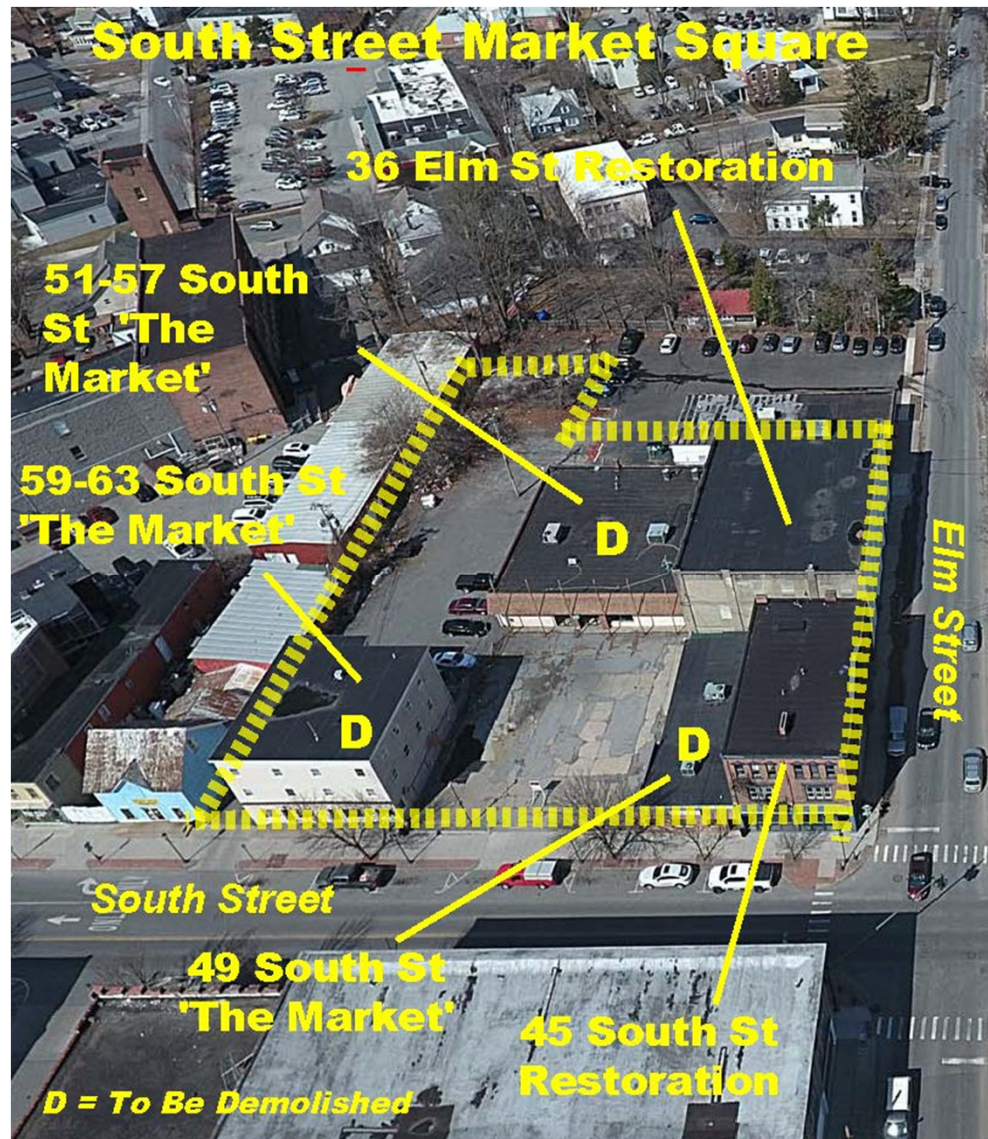 South Street Market Square
36 Elm St Restoration
51-57 South
St 'The
Market'
59-63 South St
'The Market'
D
D
D
Elm Street
South Street
49 South St
'The Market'
45 South St
Restoration
D = To Be Demolished